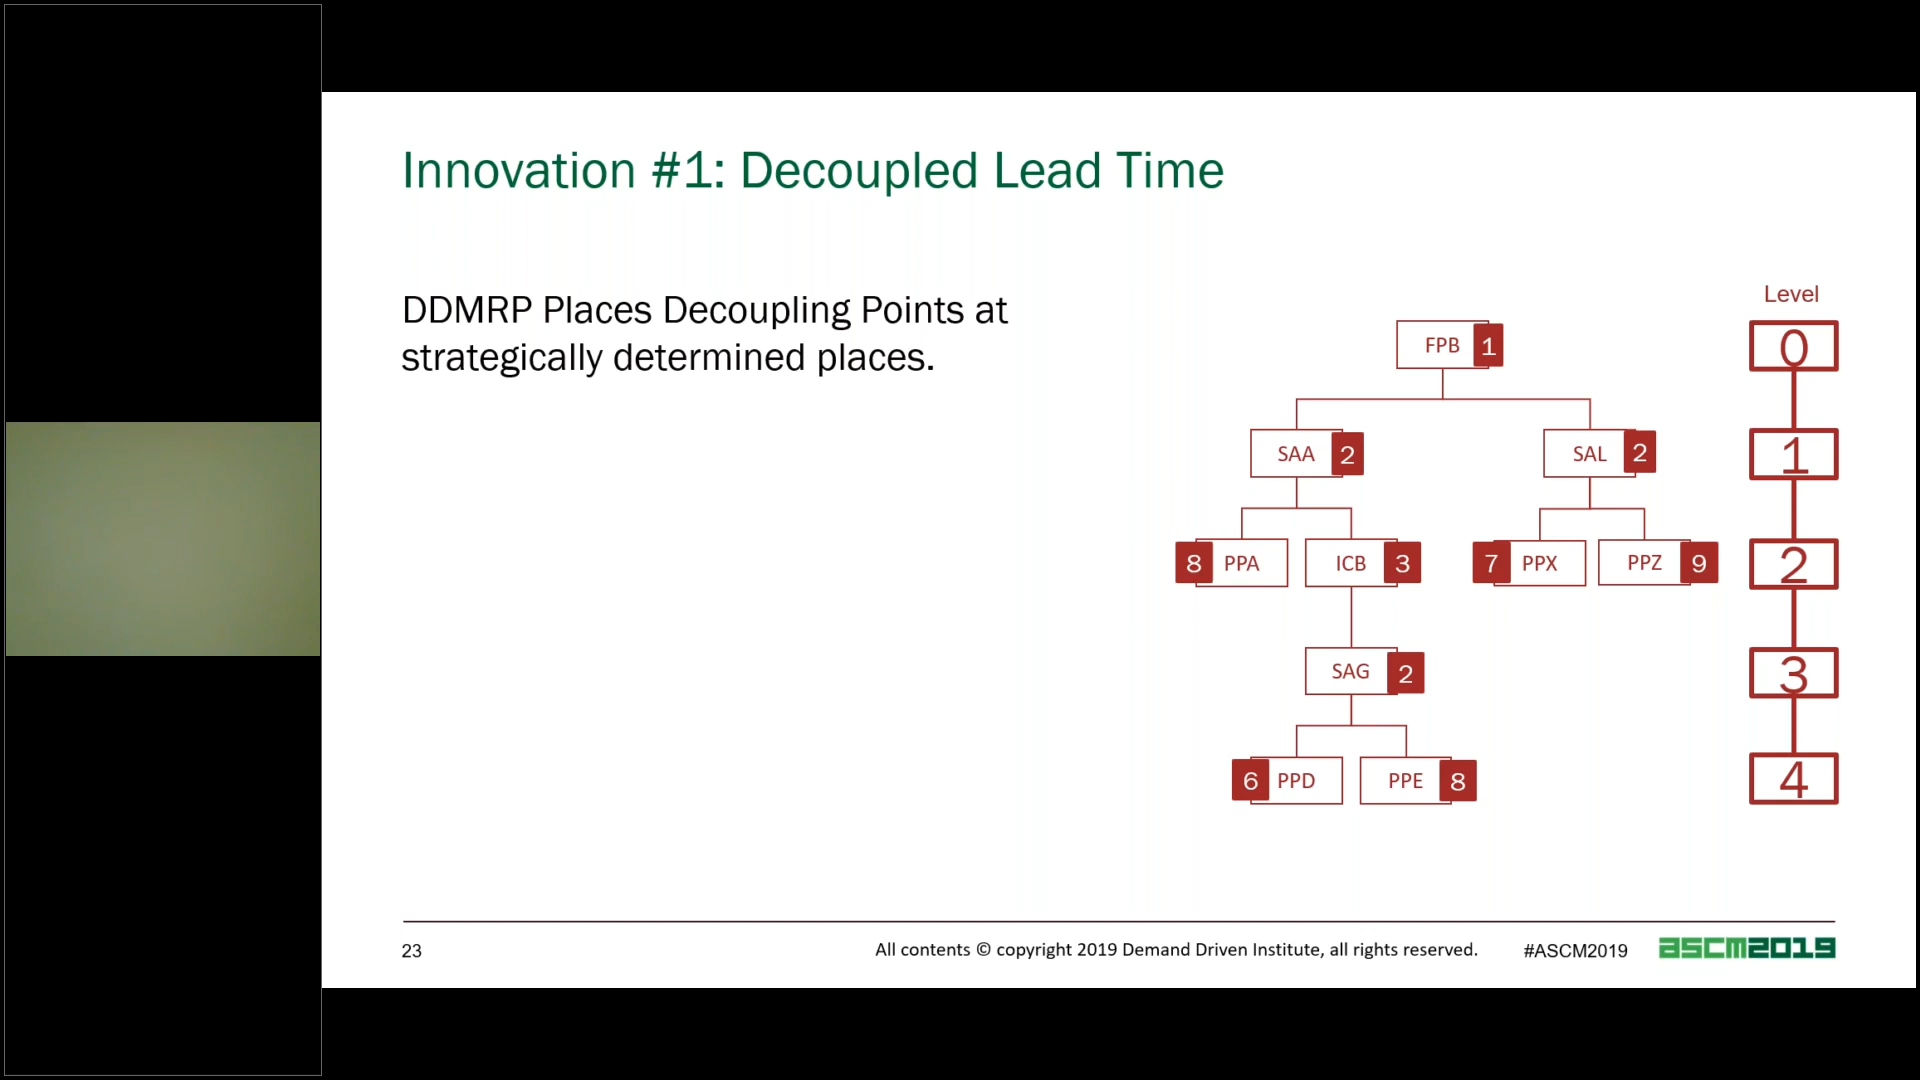 Innovation #1: Decoupled Lead Time
DDMRP Places Decoupling Points at
strategically determined places.
Level
FPB 1
0
SAA 2
SAL 2
1
8 PPA
ICB 3
7 PPX
PPZ 9
2
SAG 2
3
6 PPD
PPE 8
4
23
All contents © copyright 2019 Demand Driven Institute, all rights reserved.
#ASCM2019
ascm2019